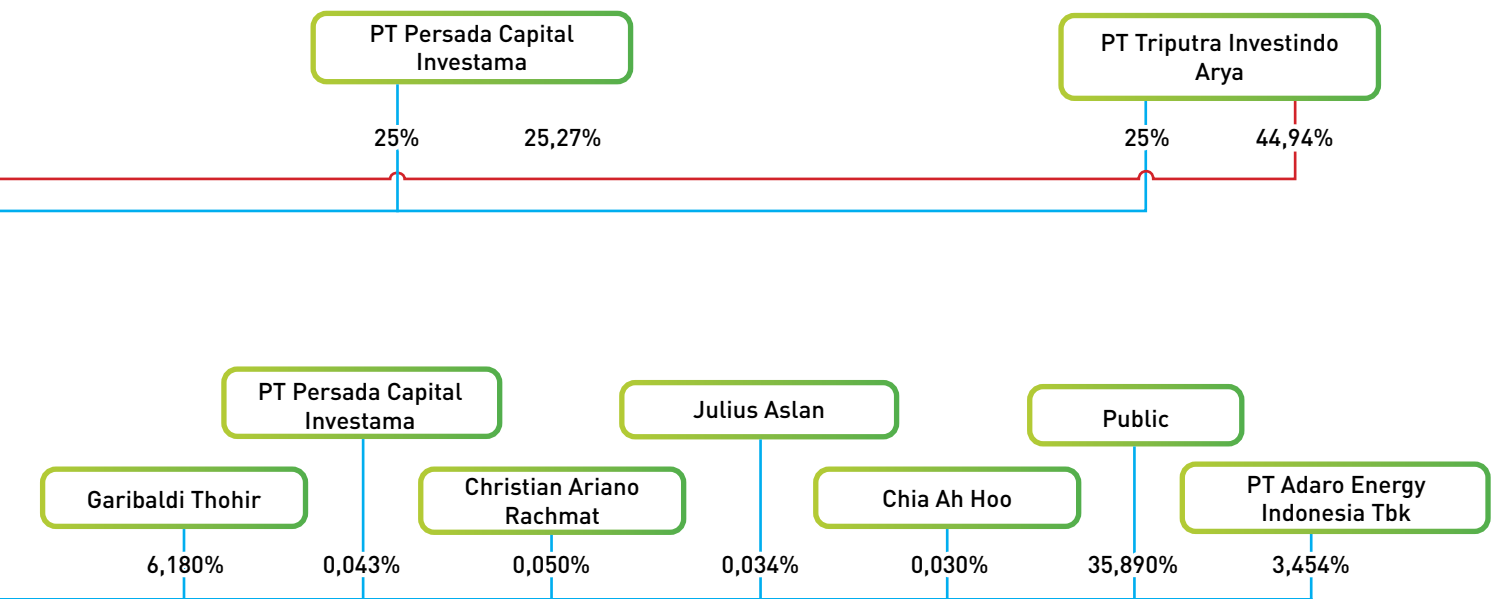 PT Persada Capital
Investama
PT Triputra Investindo
Arya
25%
25,27%
25%
44,94%
PT Persada Capital
Investama
Julius Aslan
Public
Garibaldi Thohir
Christian Ariano
Rachmat
Chia Ah Hoo
PT Adaro Energy
Indonesia Tbk
6,180%
0,043%
0,050%
0,034%
0,030%
35,890%
3,454%